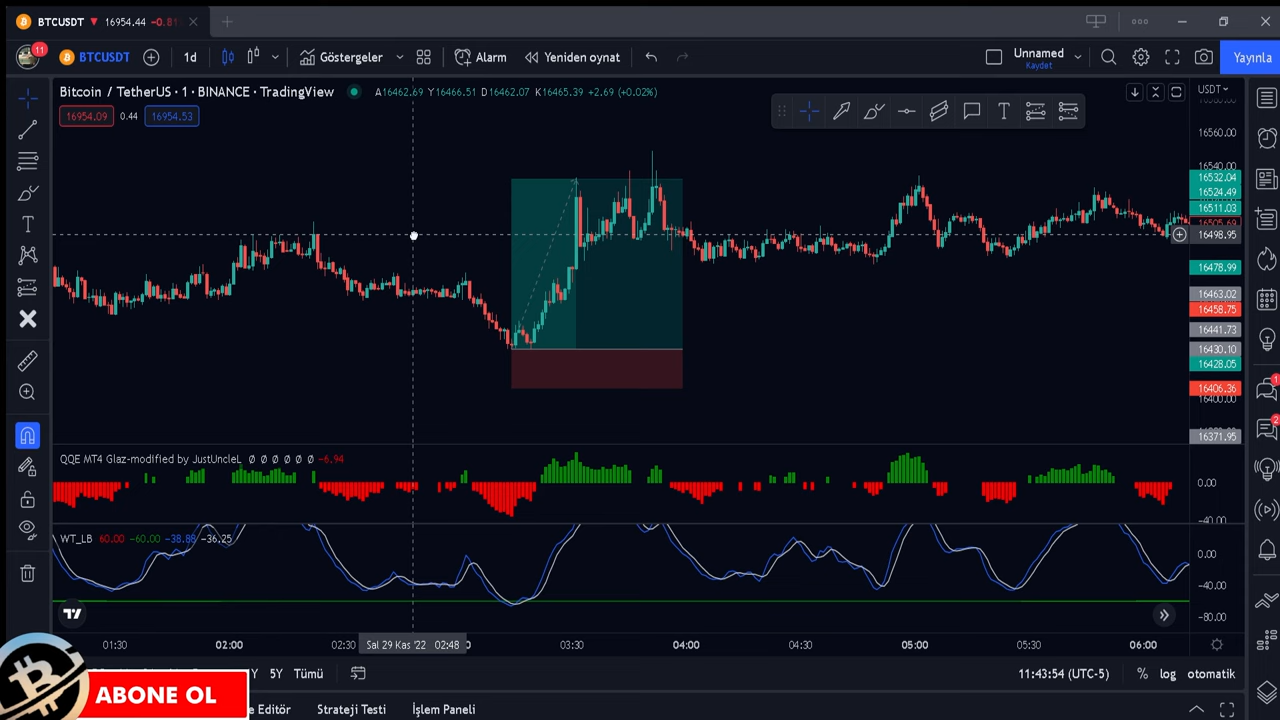 BTCUSDT ▼ 16954.44 −0.81
11 BTCUSDT 1d Göstergeler Alarm Yeniden oynat Unnamed Kaydet Yayınla
Bitcoin / TetherUS · 1 · BINANCE · TradingView A16462.69 Y16466.51 D16462.07 K16465.39 +2.69 (+0.02%)
USDT
16954.09 0.44 16954.53
16560.00
16540.00
16532.04
16524.49
16511.03
16498.95
16478.99
16463.02
16458.75
16441.73
16430.10
16428.05
16406.36
16400.00
16371.95
QQE MT4 Glaz-modified by JustUncleL Ø Ø Ø Ø Ø Ø −6.94
0.00
−40.00
WT_LB 60.00 −60.00 −38.88 −36.25
0.00
−40.00
−80.00
01:30 02:00 02:30 Sal 29 Kas '22 02:48 03:30 04:00 04:30 05:00 05:30 06:00
5Y Tümü 11:43:54 (UTC-5) % log otomatik
ABONE OL
Editör Strateji Testi İşlem Paneli